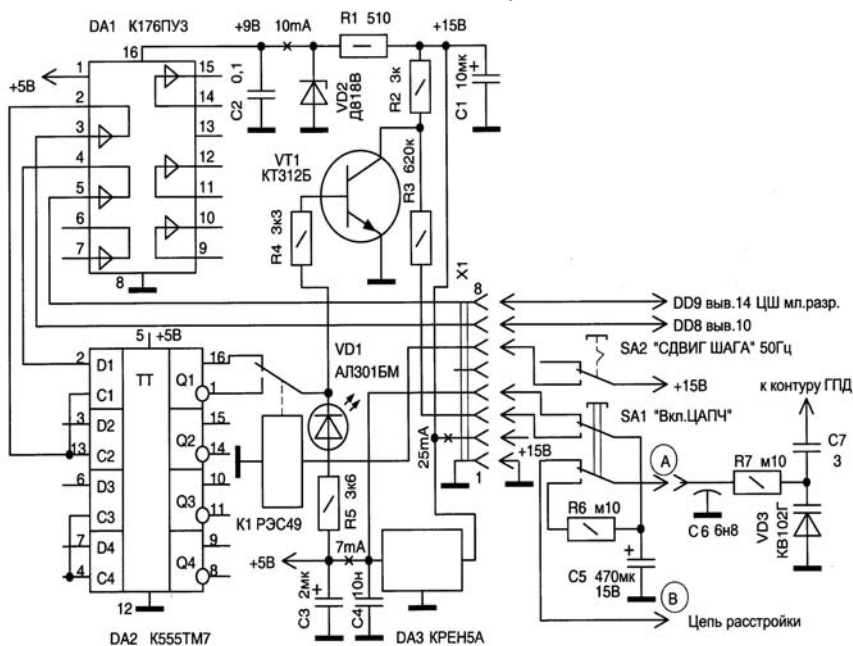 DA1 К176ПУ3
+9В
10mA
R1 510
+15В
16
1
+5В
2
3
4
5
6
7
15
14
13
12
11
10
9
8
C2 0,1
VD2
Д818В
R2 3к
C1 10мк
+
VT1
КТ312Б
R3 620к
R4 3к3
X1
8
DD9 выв.14 ЦШ мл.разр.
DD8 выв.10
SA2 "СДВИГ ШАГА" 50Гц
+15В
SA1 "Вкл.ЦАПЧ"
к контуру ГПД
5 +5В
TT
2 D1
C1
3 D2
13 C2
6 D3
C3
7 D4
4 C4
Q1 16
1
Q2 15
14
Q3 10
11
Q4 9
8
12
DA2 К555ТМ7
VD1
АЛ301БМ
К1 РЭС49
R5 3к6
25mA
+15В
1
A
R7 м10
C7
3
R6 м10
C6 6н8
VD3
КВ102Г
+5В
7mA
C3 2мк
+
C4 10н
DA3 КРЕН5А
C5 470мк
15В
+
B
Цепь расстройки